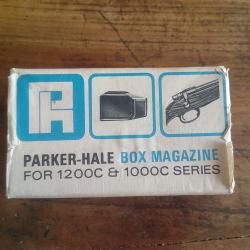 PARKER-HALE BOX MAGAZINE
FOR 1200C & 1000C SERIES